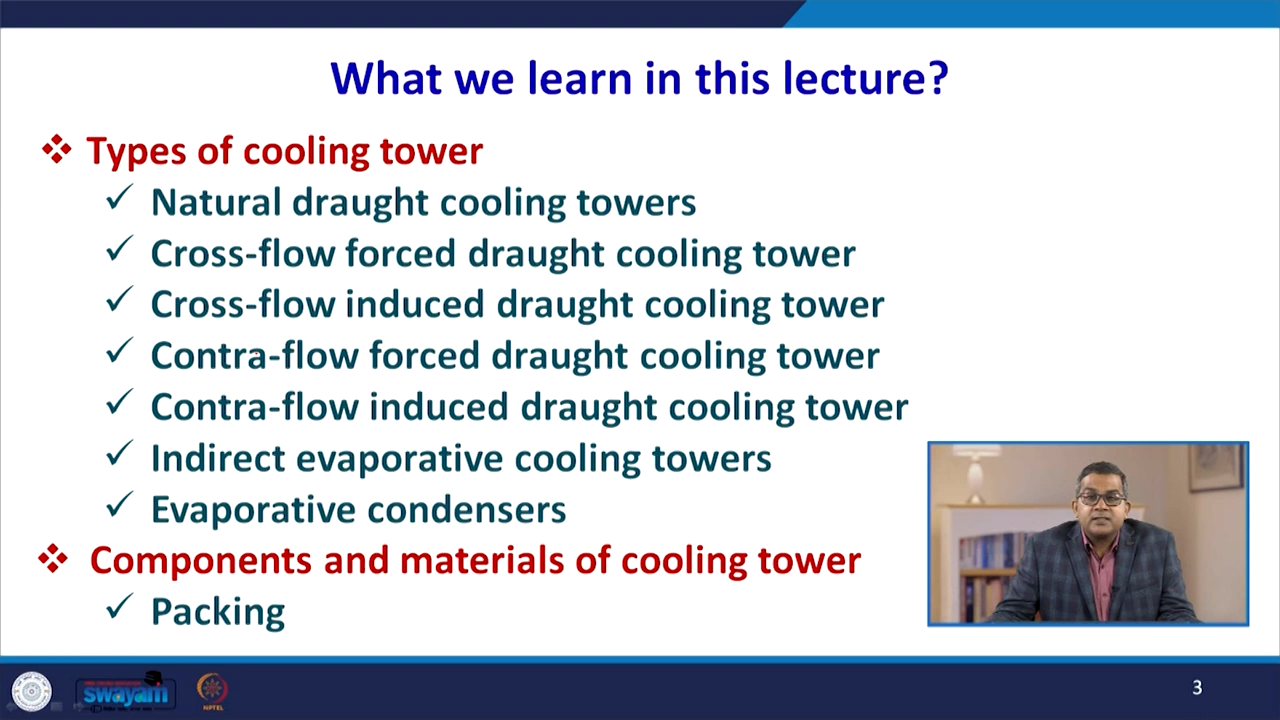 What we learn in this lecture?
Types of cooling tower
Natural draught cooling towers
Cross-flow forced draught cooling tower
Cross-flow induced draught cooling tower
Contra-flow forced draught cooling tower
Contra-flow induced draught cooling tower
Indirect evaporative cooling towers
Evaporative condensers
Components and materials of cooling tower
Packing
swayam
NPTEL
3